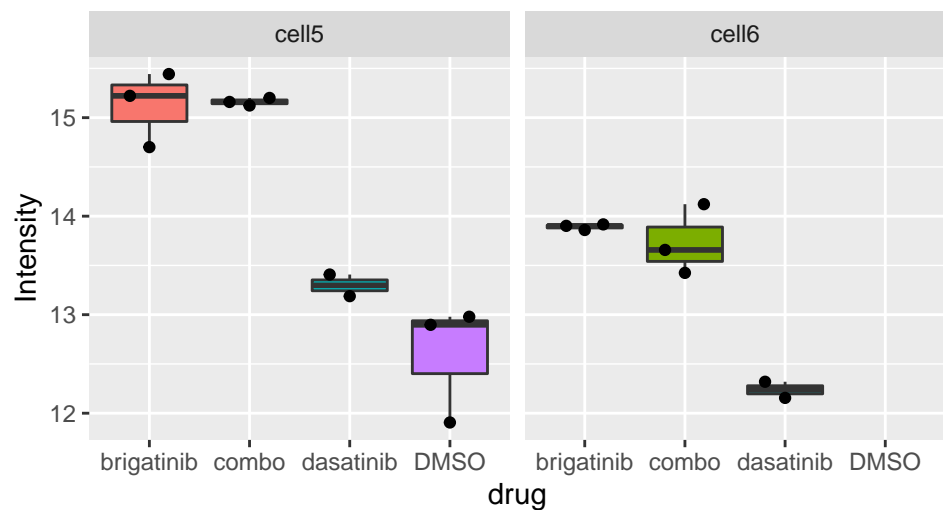 cell5 cell6
Intensity
15
14
13
12
brigatinib combo dasatinib DMSO brigatinib combo dasatinib DMSO
drug